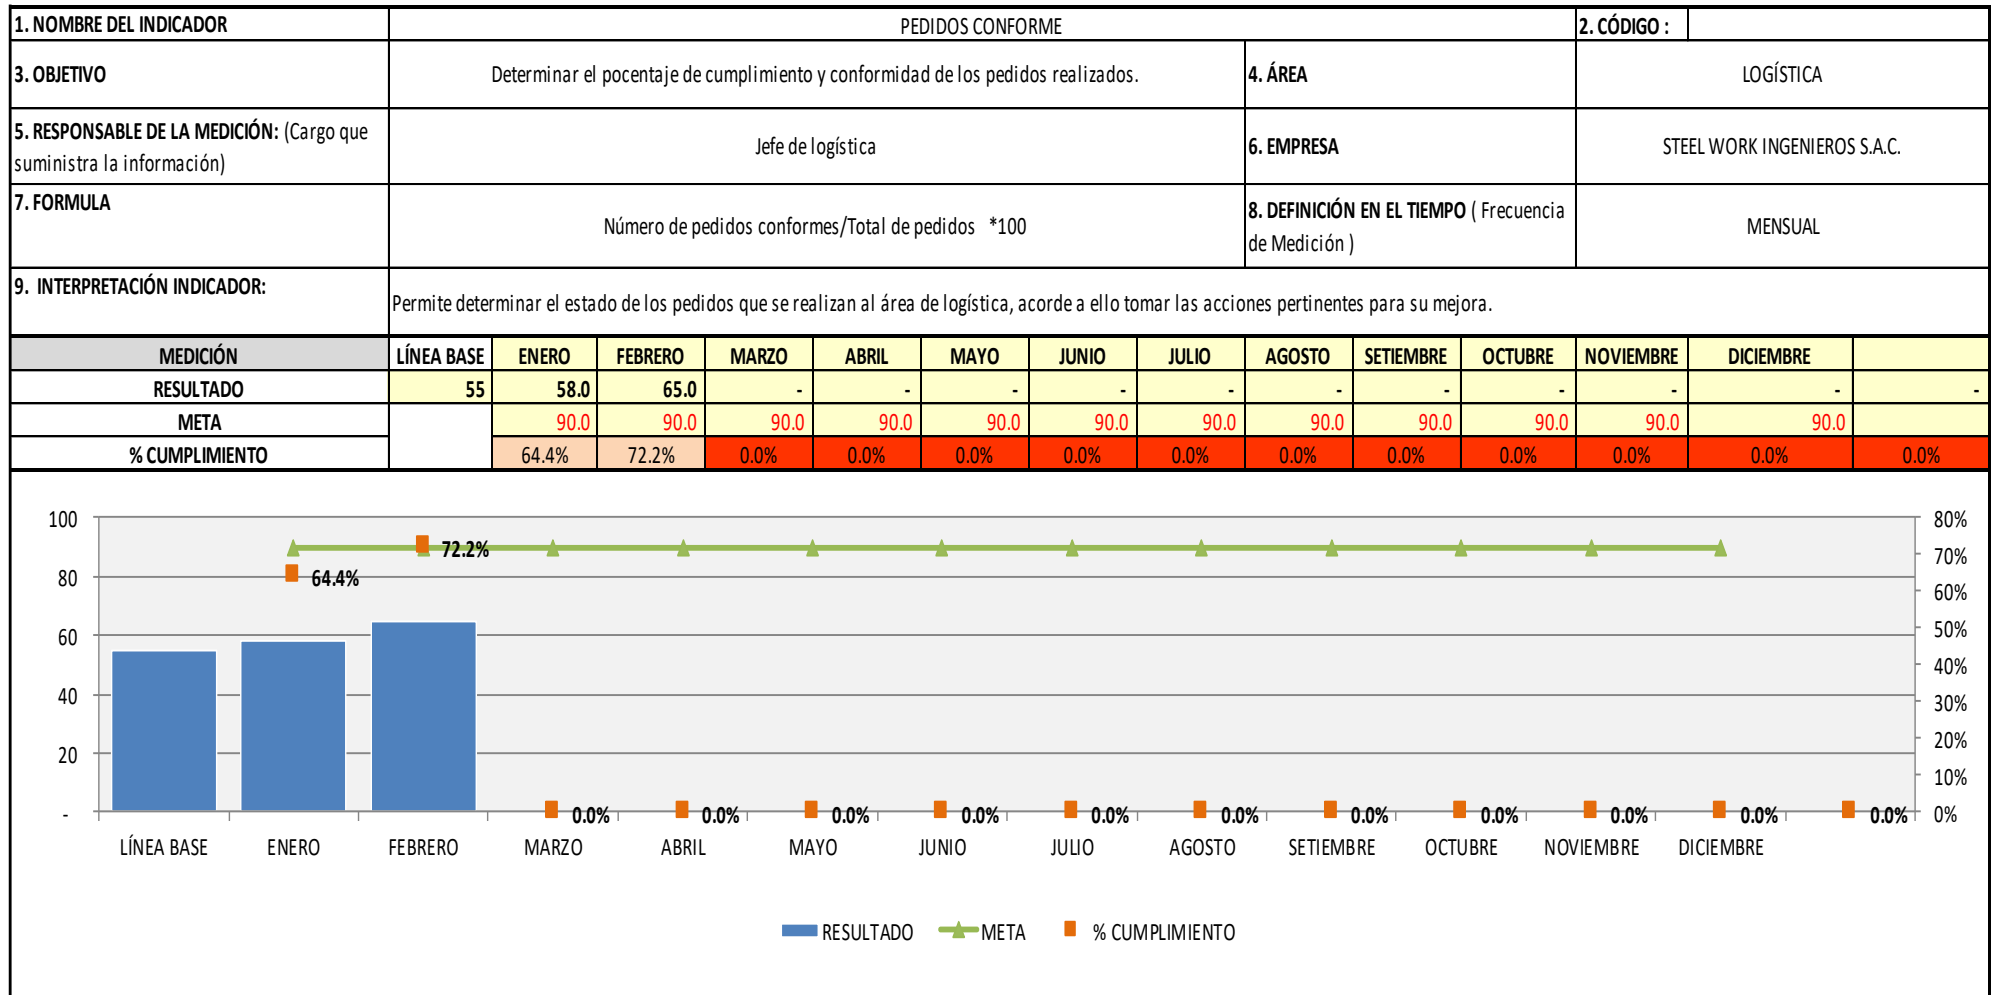 1. NOMBRE DEL INDICADOR PEDIDOS CONFORME 2. CÓDIGO :
3. OBJETIVO Determinar el pocentaje de cumplimiento y conformidad de los pedidos realizados. 4. ÁREA LOGÍSTICA
5. RESPONSABLE DE LA MEDICIÓN: (Cargo que
suministra la información) Jefe de logística 6. EMPRESA STEEL WORK INGENIEROS S.A.C.
7. FORMULA Número de pedidos conformes/Total de pedidos *100 8. DEFINICIÓN EN EL TIEMPO ( Frecuencia
de Medición ) MENSUAL
9. INTERPRETACIÓN INDICADOR:
Permite determinar el estado de los pedidos que se realizan al área de logística, acorde a ello tomar las acciones pertinentes para su mejora.
MEDICIÓN LÍNEA BASE ENERO FEBRERO MARZO ABRIL MAYO JUNIO JULIO AGOSTO SETIEMBRE OCTUBRE NOVIEMBRE DICIEMBRE
RESULTADO 55 58.0 65.0 - - - - - - - - - - -
META 90.0 90.0 90.0 90.0 90.0 90.0 90.0 90.0 90.0 90.0 90.0 90.0
% CUMPLIMIENTO 64.4% 72.2% 0.0% 0.0% 0.0% 0.0% 0.0% 0.0% 0.0% 0.0% 0.0% 0.0% 0.0%
100 80%
72.2%
70%
80 64.4%
60%
60 50%
40%
40
30%
20 20%
10%
- 0.0% 0.0% 0.0% 0.0% 0.0% 0.0% 0.0% 0.0% 0.0% 0.0% 0.0% 0%
LÍNEA BASE ENERO FEBRERO MARZO ABRIL MAYO JUNIO JULIO AGOSTO SETIEMBRE OCTUBRE NOVIEMBRE DICIEMBRE
RESULTADO META % CUMPLIMIENTO